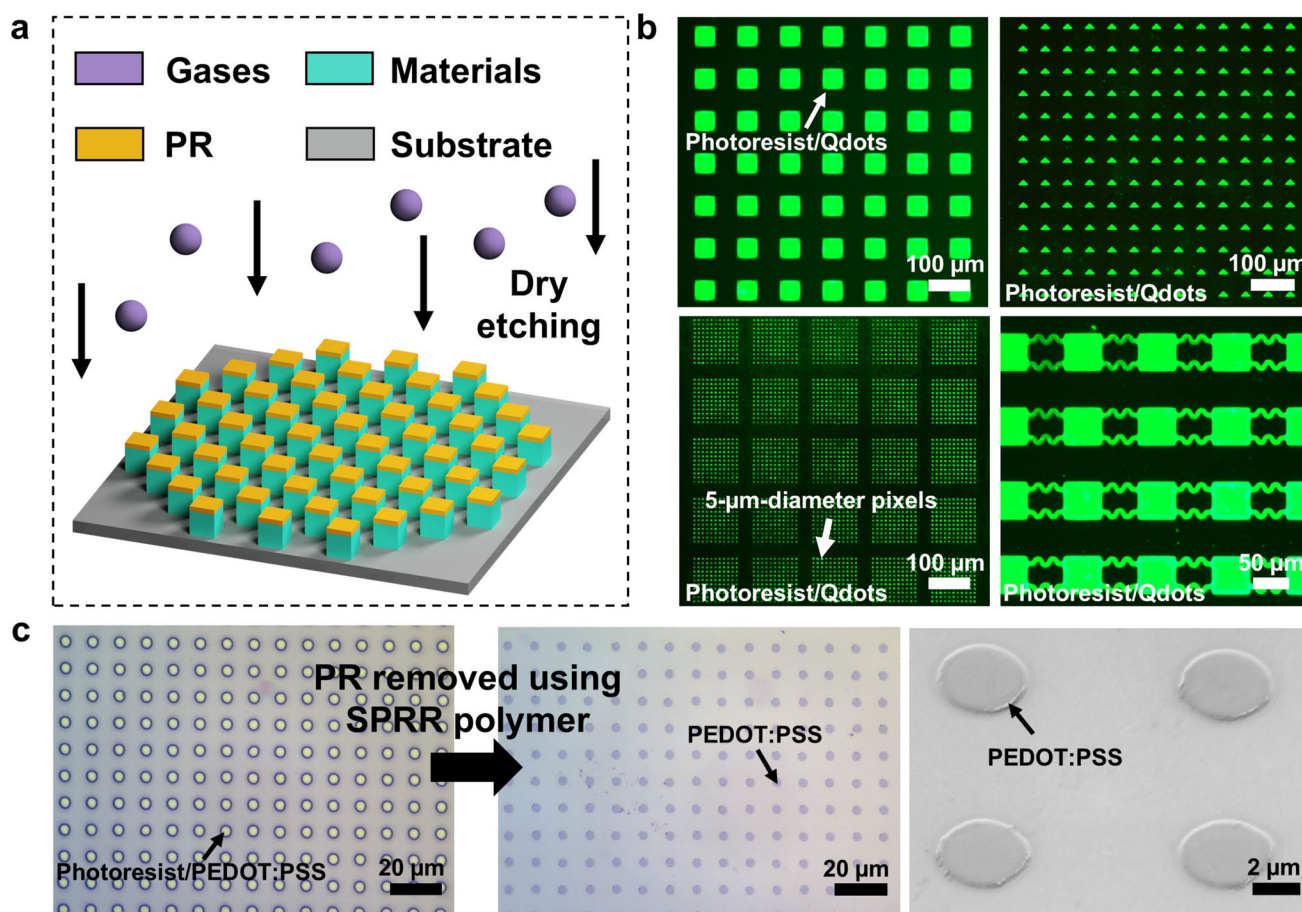 a
Gases
Materials
PR
Substrate
Dry
etching
b
Photoresist/Qdots
100 µm
100 µm
Photoresist/Qdots
5-µm-diameter pixels
100 µm
Photoresist/Qdots
50 µm
Photoresist/Qdots
c
Photoresist/PEDOT:PSS
20 µm
PR removed using
SPRR polymer
PEDOT:PSS
20 µm
PEDOT:PSS
2 µm